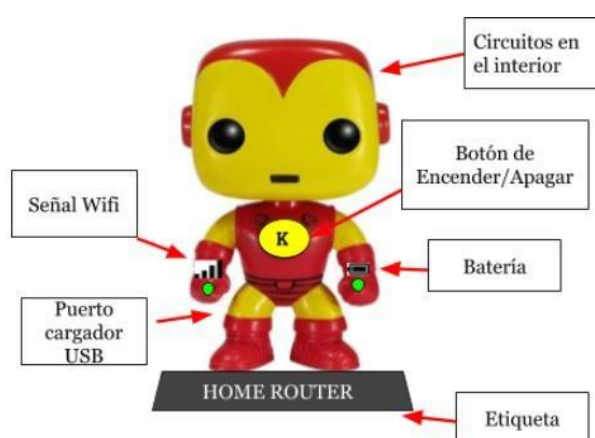 Circuitos en
el interior
Botón de
Encender/Apagar
Señal Wifi
K
Batería
Puerto
cargador
USB
HOME ROUTER
Etiqueta